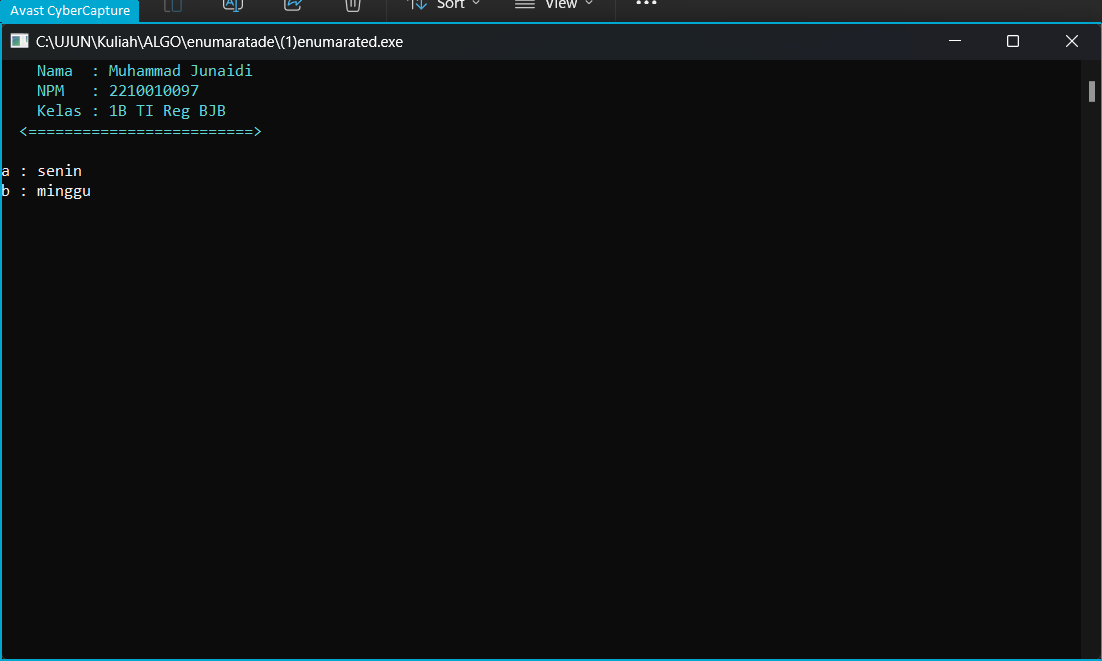 Avast CyberCapture
Sort
View
C:\UJUN\Kuliah\ALGO\enumaratade\(1)enumarated.exe
Nama  : Muhammad Junaidi
NPM   : 2210010097
Kelas : 1B TI Reg BJB
<=========================>
a : senin
b : minggu